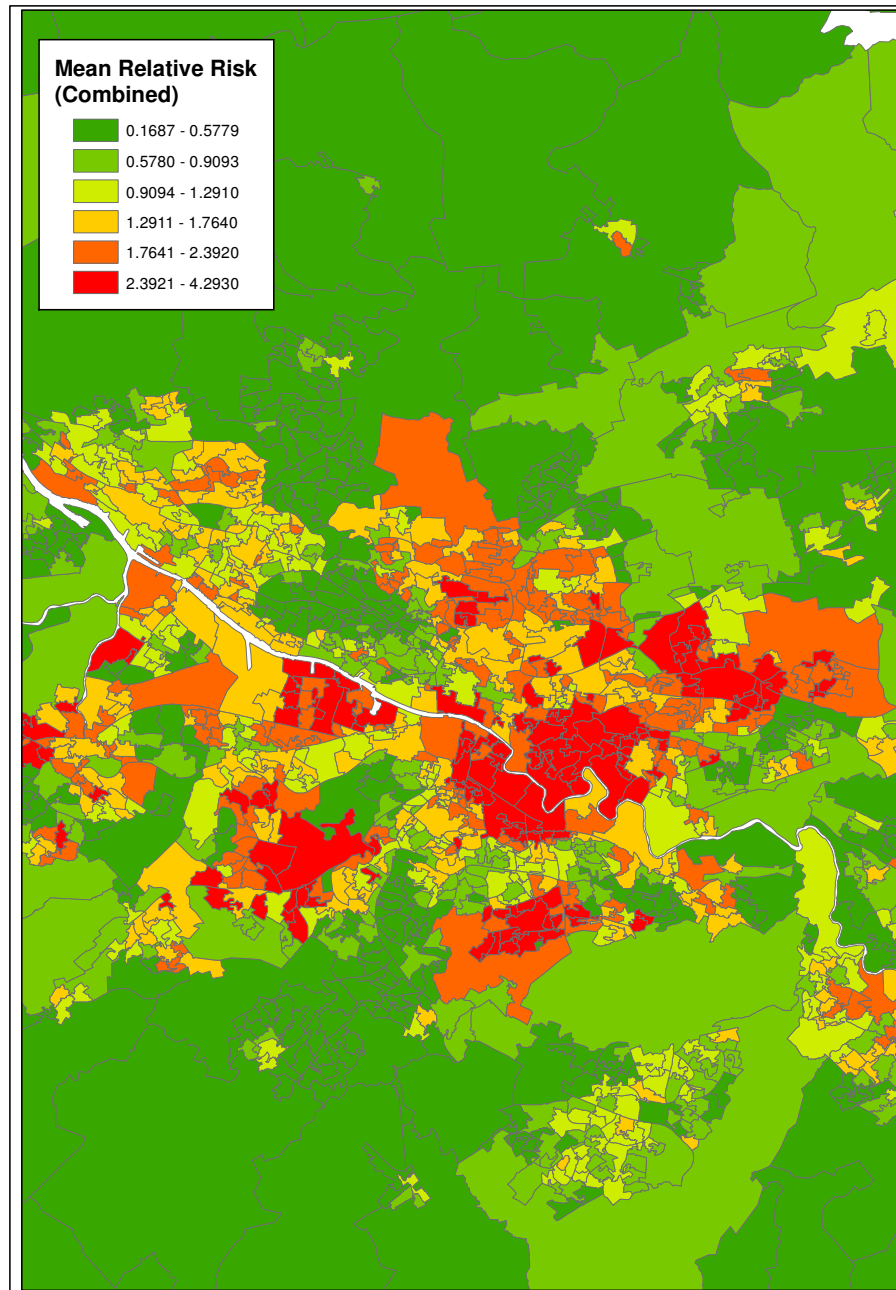 Mean Relative Risk
(Combined)
0.1687 - 0.5779
0.5780 - 0.9093
0.9094 - 1.2910
1.2911 - 1.7640
1.7641 - 2.3920
2.3921 - 4.2930